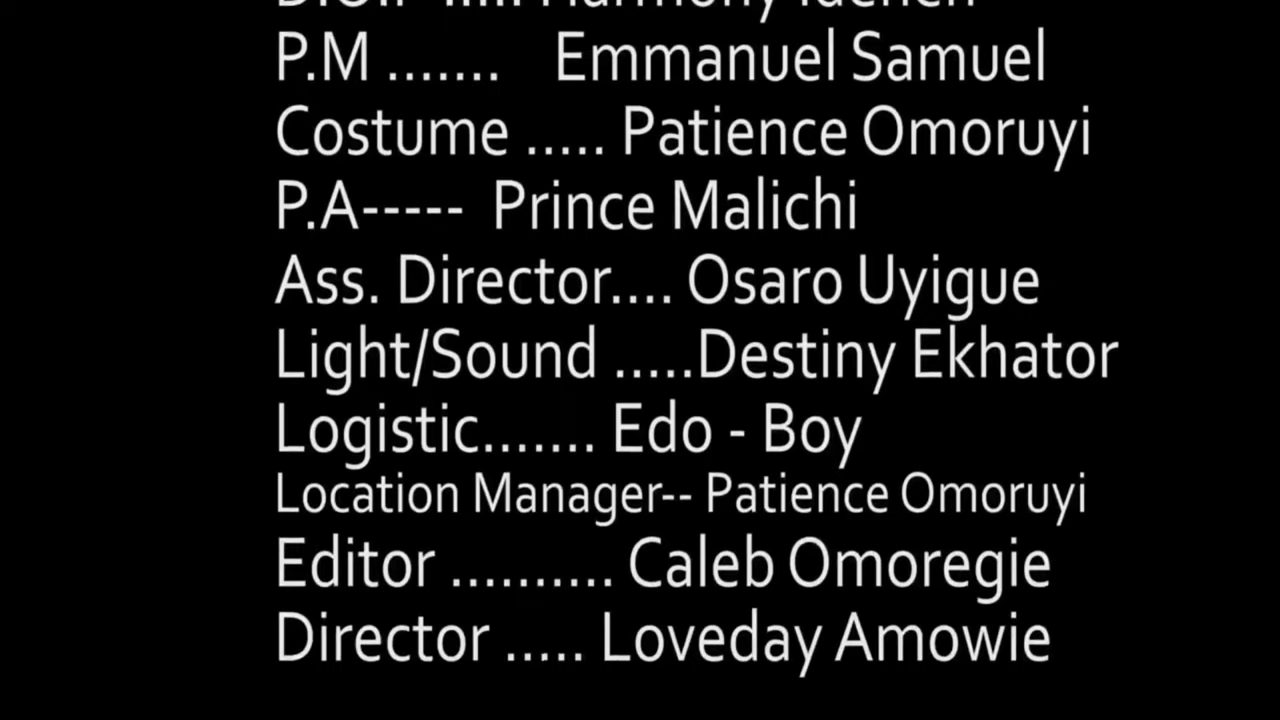 Harmony
P.M ....... Emmanuel Samuel
Costume ..... Patience Omoruyi
P.A----- Prince Malichi
Ass. Director.... Osaro Uyigue
Light/Sound .....Destiny Ekhator
Logistic....... Edo - Boy
Location Manager-- Patience Omoruyi
Editor .......... Caleb Omoregie
Director ..... Loveday Amowie